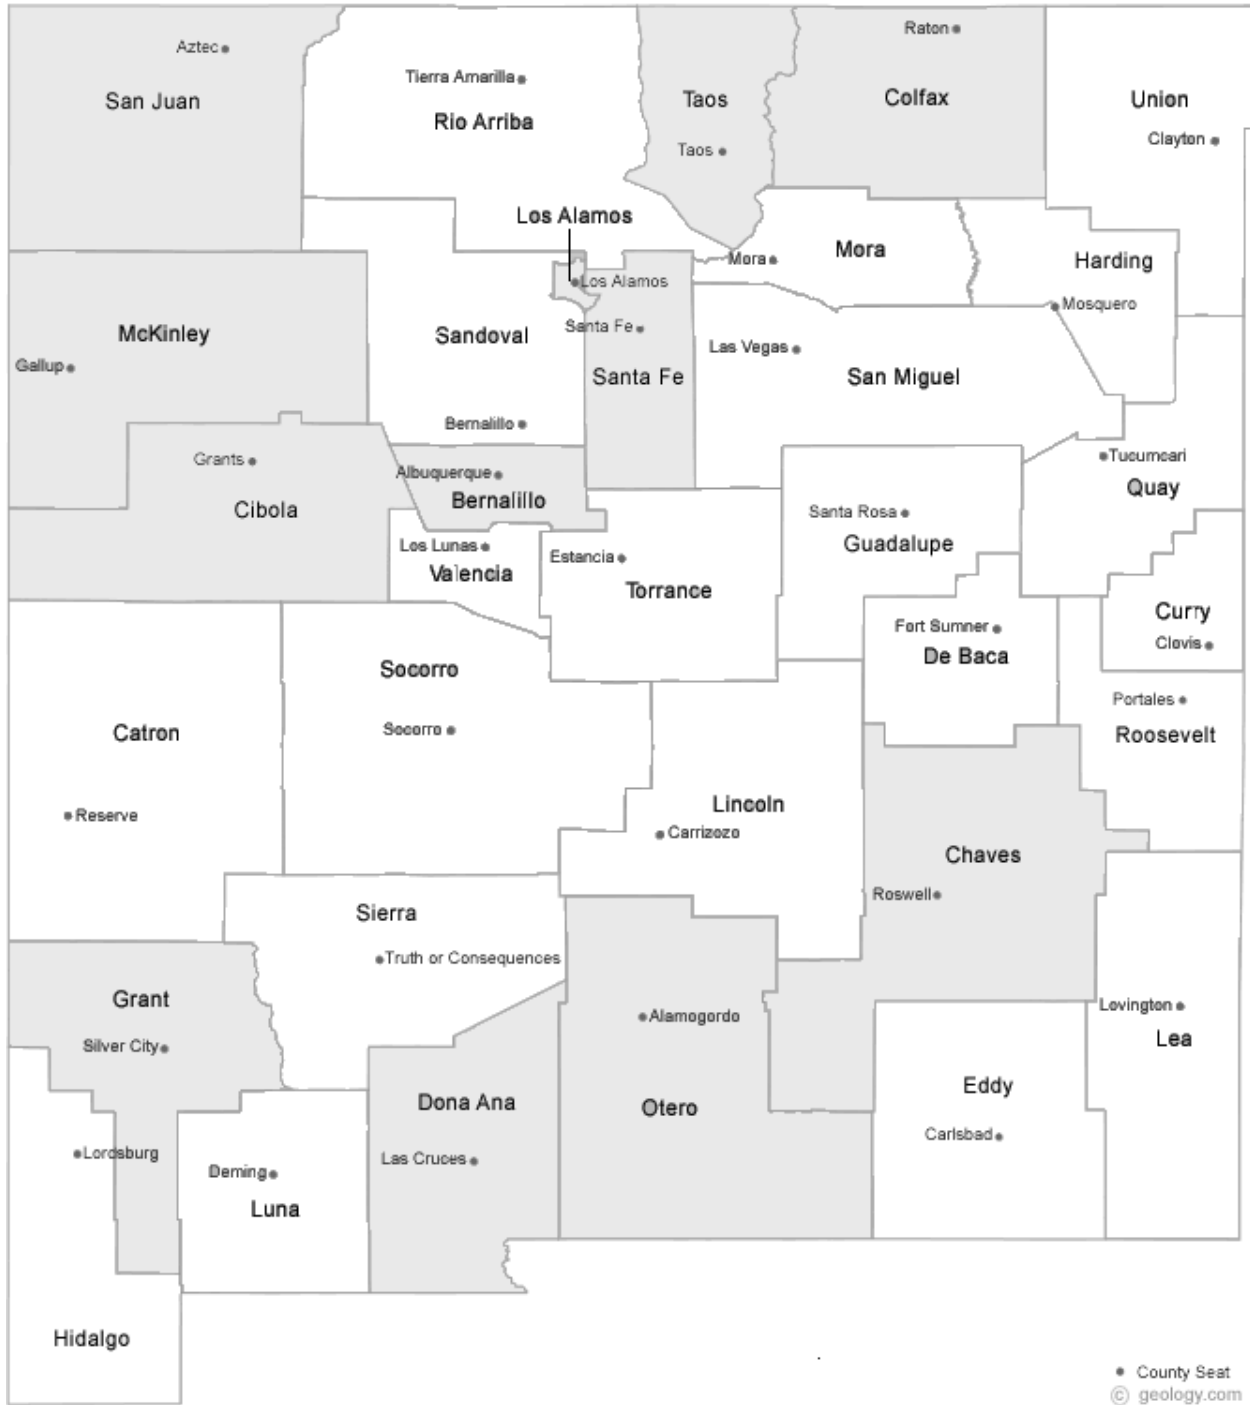 Raton
Aztec
Tierra Amarilla
San Juan
Taos
Colfax
Union
Rio Arriba
Clayton
Taos
Los Alamos
Mora
Mora
Harding
Los Alamos
Mosquero
McKinley
Sandoval
Santa Fe
Las Vegas
Gallup
Santa Fe
San Miguel
Bernalillo
Grants
Albuquerque
Tucumcari
Quay
Cibola
Bernalillo
Santa Rosa
Guadalupe
Los Lunas
Estancia
Valencia
Torrance
Curry
Fort Sumner
De Baca
Clovis
Socorro
Portales
Catron
Socorro
Roosevelt
Lincoln
Reserve
Carrizozo
Chaves
Roswell
Sierra
Truth or Consequences
Grant
Alamogordo
Lovington
Silver City
Lea
Eddy
Dona Ana
Otero
Carlsbad
Lordsburg
Las Cruces
Deming
Luna
Hidalgo
County Seat
© geology.com